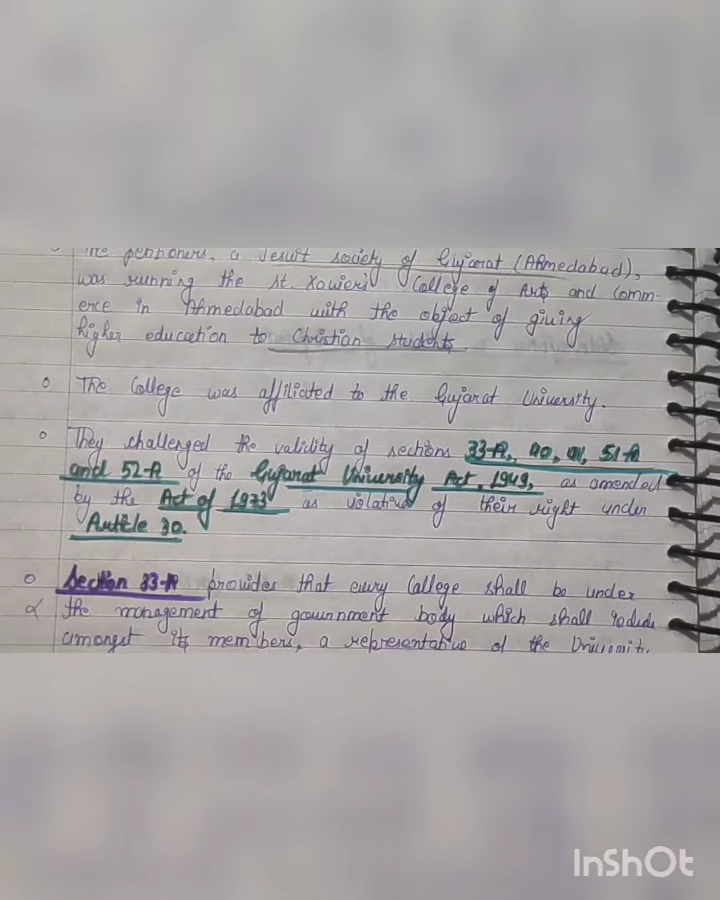 The petitioners, a Jesuit society of Gujarat (Ahmedabad),
was running the St. Xavier's College of Arts and comm-
erce in Ahmedabad with the object of giving
higher education to Christian students.
The College was affiliated to the Gujarat University.
They challenged the validity of sections 33-A, 40, 41, 51-A
and 52-A of the Gujarat University Act, 1949, as amended
by the Act of 1973 as violative of their right under
Article 30.
Section 33-A provides that every College shall be under
the management of government body which shall include
amongst its members, a representative of the University
InShOt